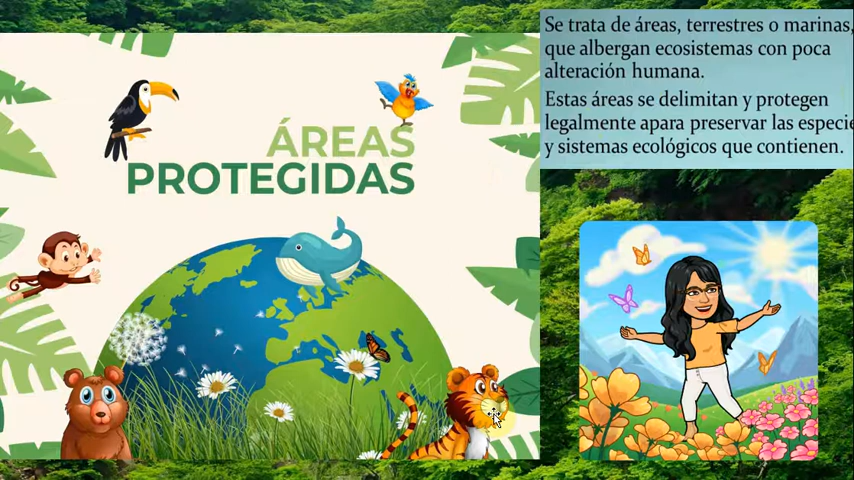 ÁREAS
PROTEGIDAS
Se trata de áreas, terrestres o marinas,
que albergan ecosistemas con poca
alteración humana.
Estas áreas se delimitan y protegen
legalmente apara preservar las especie
y sistemas ecológicos que contienen.